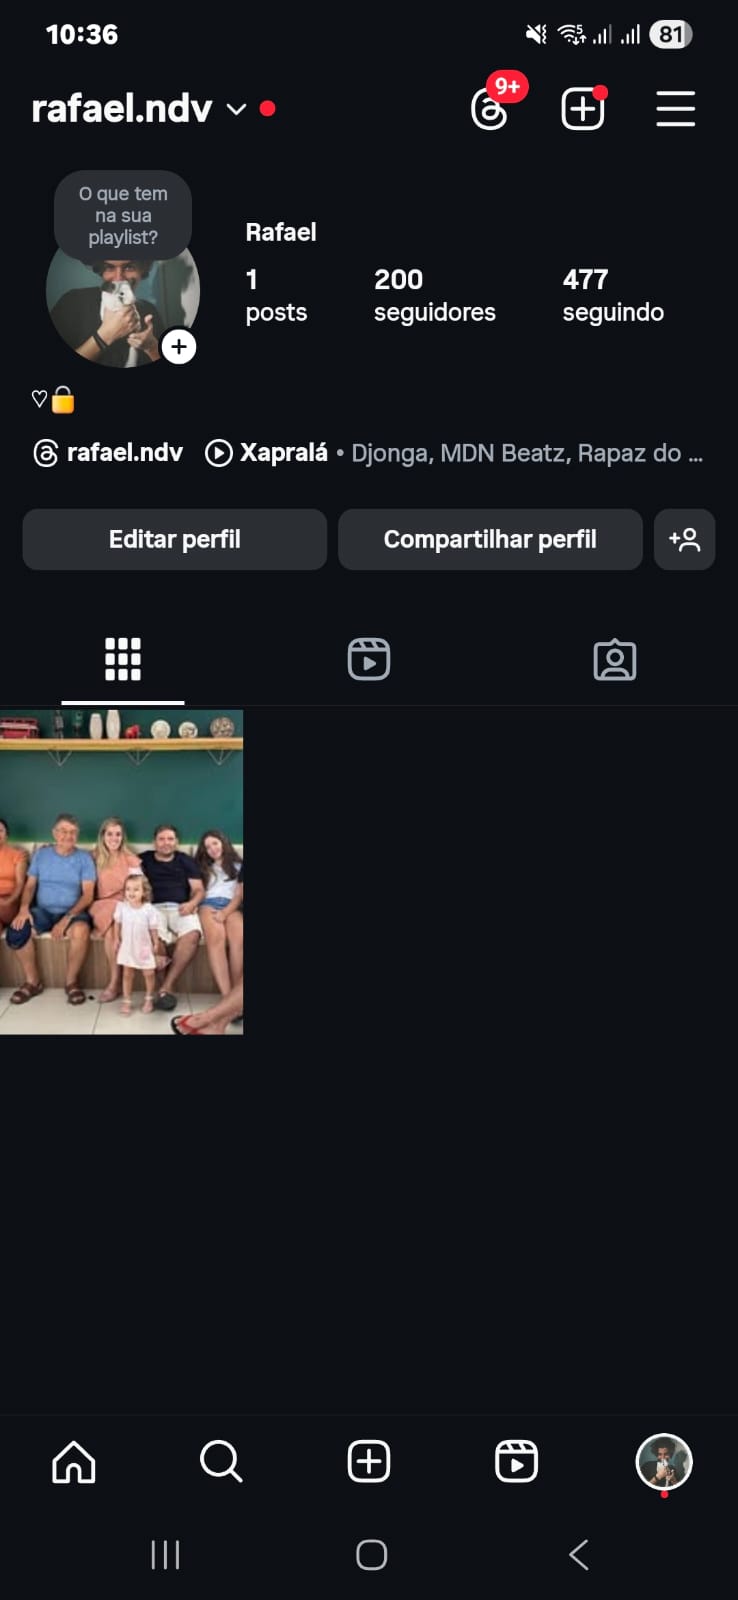 10:36
5
81
rafael.ndv
9+
O que tem
na sua
playlist?
Rafael
1 200 477
posts seguidores seguindo
♡🔒
rafael.ndv Xapralá • Djonga, MDN Beatz, Rapaz do ...
Editar perfil Compartilhar perfil